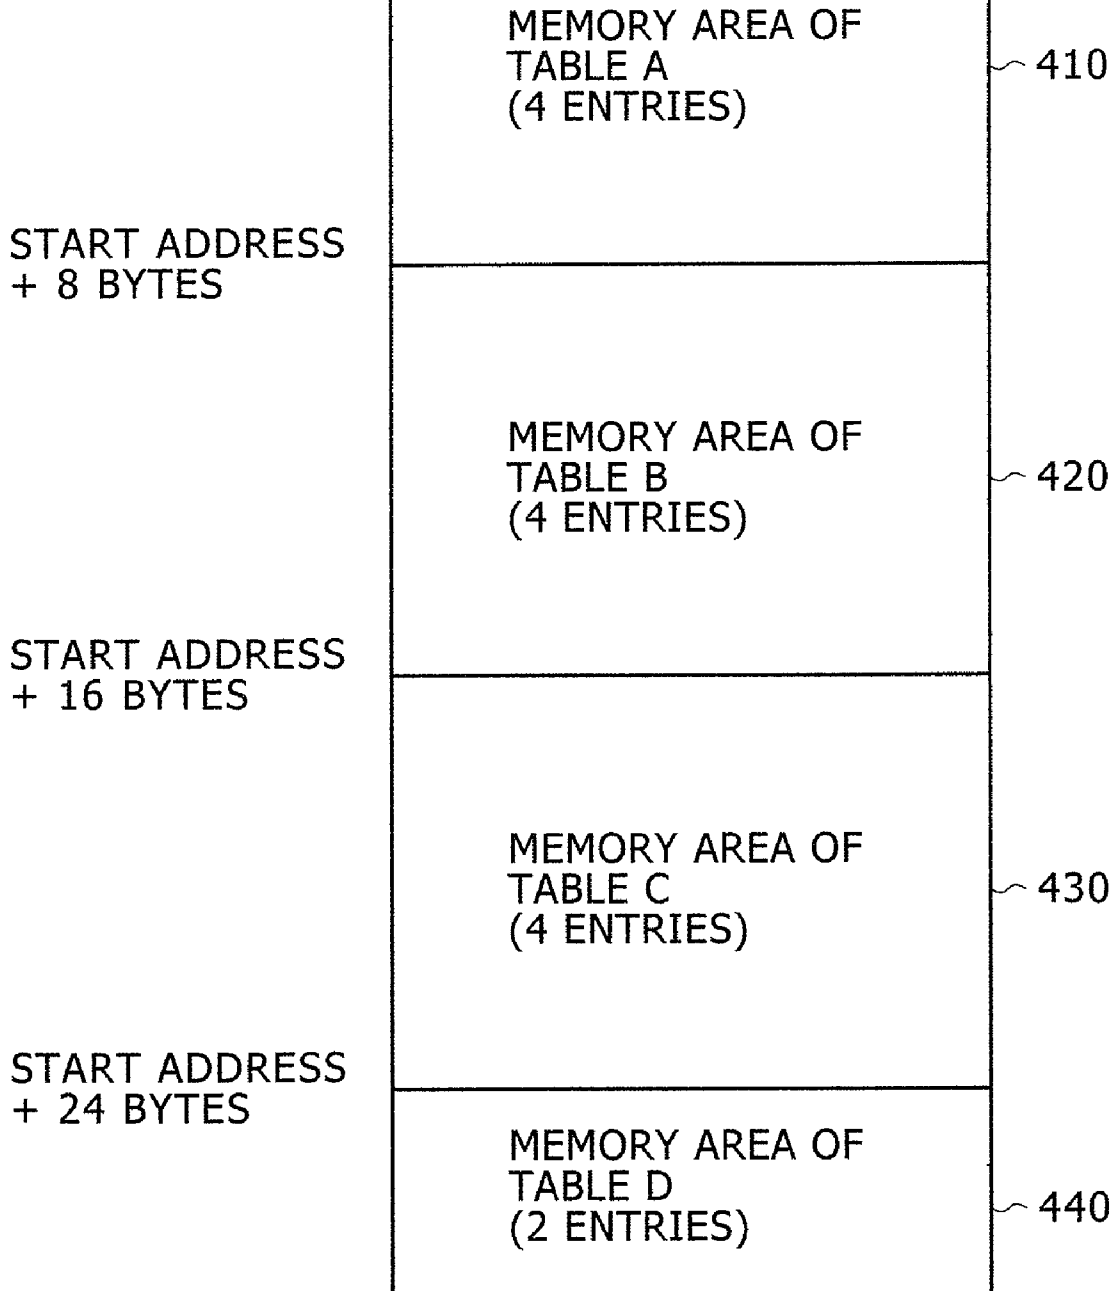 MEMORY AREA OF
TABLE A
(4 ENTRIES)
410
START ADDRESS
+ 8 BYTES
MEMORY AREA OF
TABLE B
(4 ENTRIES)
420
START ADDRESS
+ 16 BYTES
MEMORY AREA OF
TABLE C
(4 ENTRIES)
430
START ADDRESS
+ 24 BYTES
MEMORY AREA OF
TABLE D
(2 ENTRIES)
440